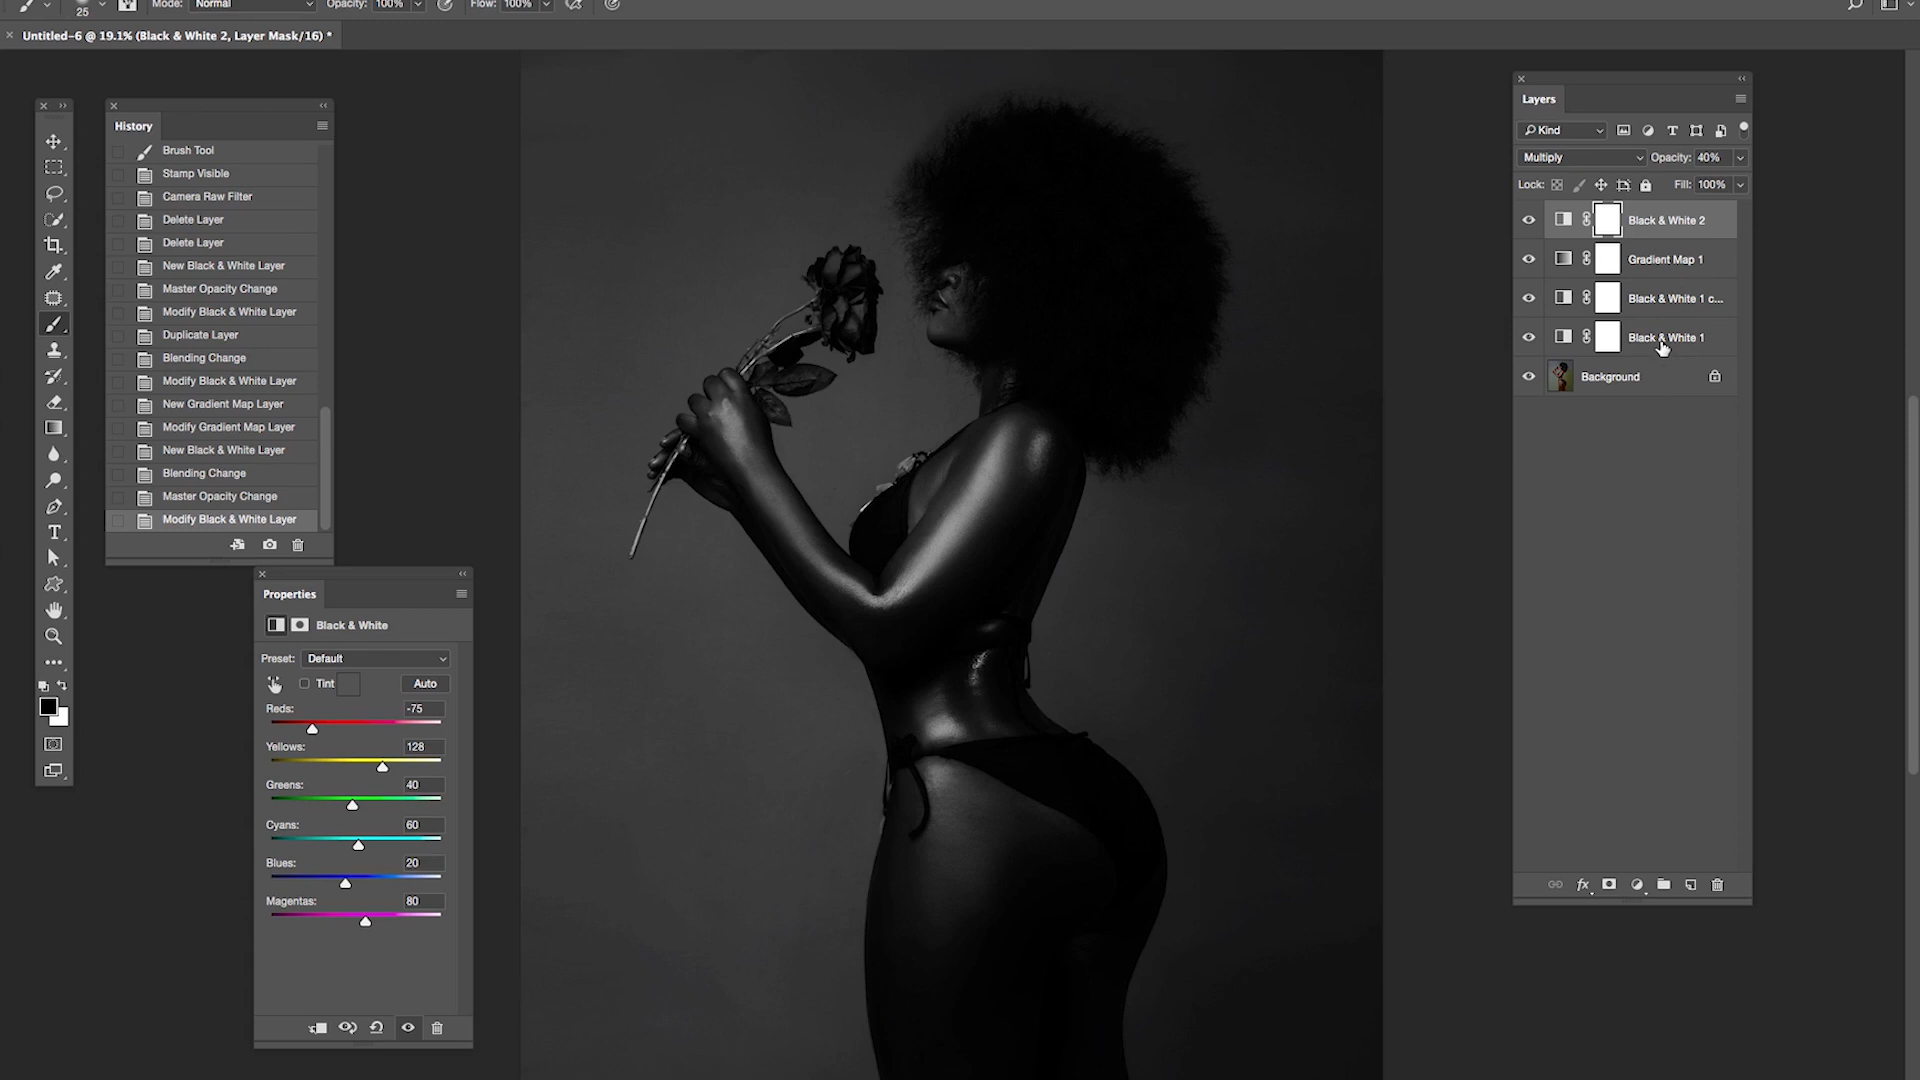 25 Mode: Normal Opacity: 100% Flow: 100%
Untitled-6 @ 19.1% (Black & White 2, Layer Mask/16) *
History
Brush Tool
Stamp Visible
Camera Raw Filter
Delete Layer
Delete Layer
New Black & White Layer
Master Opacity Change
Modify Black & White Layer
Duplicate Layer
Blending Change
Modify Black & White Layer
New Gradient Map Layer
Modify Gradient Map Layer
New Black & White Layer
Blending Change
Master Opacity Change
Modify Black & White Layer
Properties
Black & White
Preset: Default
Tint Auto
Reds: -75
Yellows: 128
Greens: 40
Cyans: 60
Blues: 20
Magentas: 80
Layers
Kind
Multiply Opacity: 40%
Lock: Fill: 100%
Black & White 2
Gradient Map 1
Black & White 1 c...
Black & White 1
Background